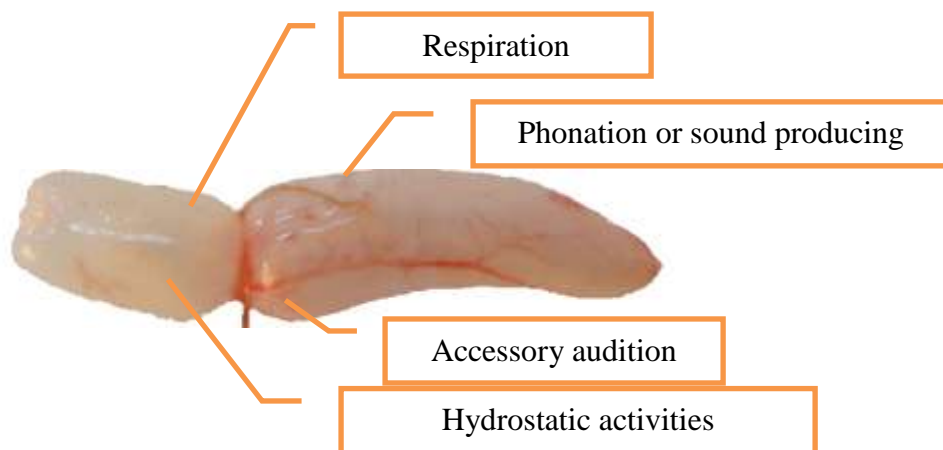 Respiration
Phonation or sound producing
Accessory audition
Hydrostatic activities